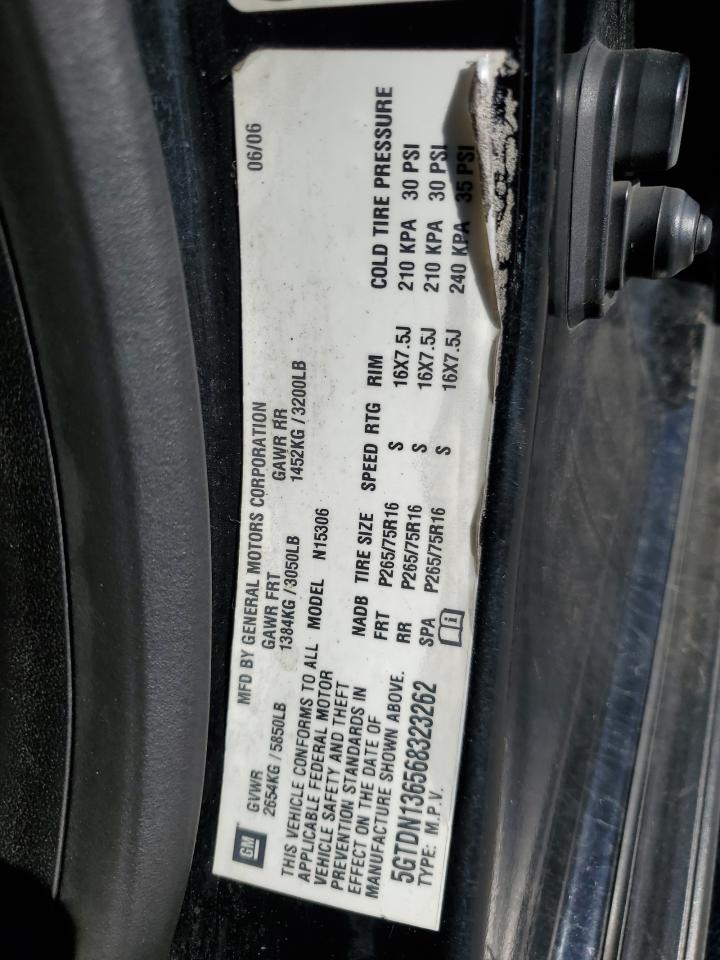 GM
MFD BY GENERAL MOTORS CORPORATION 06/06
GVWR GAWR FRT GAWR RR
2654KG / 5850LB 1384KG / 3050LB 1452KG / 3200LB
THIS VEHICLE CONFORMS TO ALL
APPLICABLE FEDERAL MOTOR
VEHICLE SAFETY AND THEFT
PREVENTION STANDARDS IN
EFFECT ON THE DATE OF
MANUFACTURE SHOWN ABOVE.
5GTDN136568323262
TYPE: M.P.V.
MODEL N15306
NADB TIRE SIZE SPEED RTG RIM COLD TIRE PRESSURE
FRT P265/75R16 S 16X7.5J 210 KPA 30 PSI
RR P265/75R16 S 16X7.5J 210 KPA 30 PSI
SPA P265/75R16 S 16X7.5J 240 KPA 35 PSI